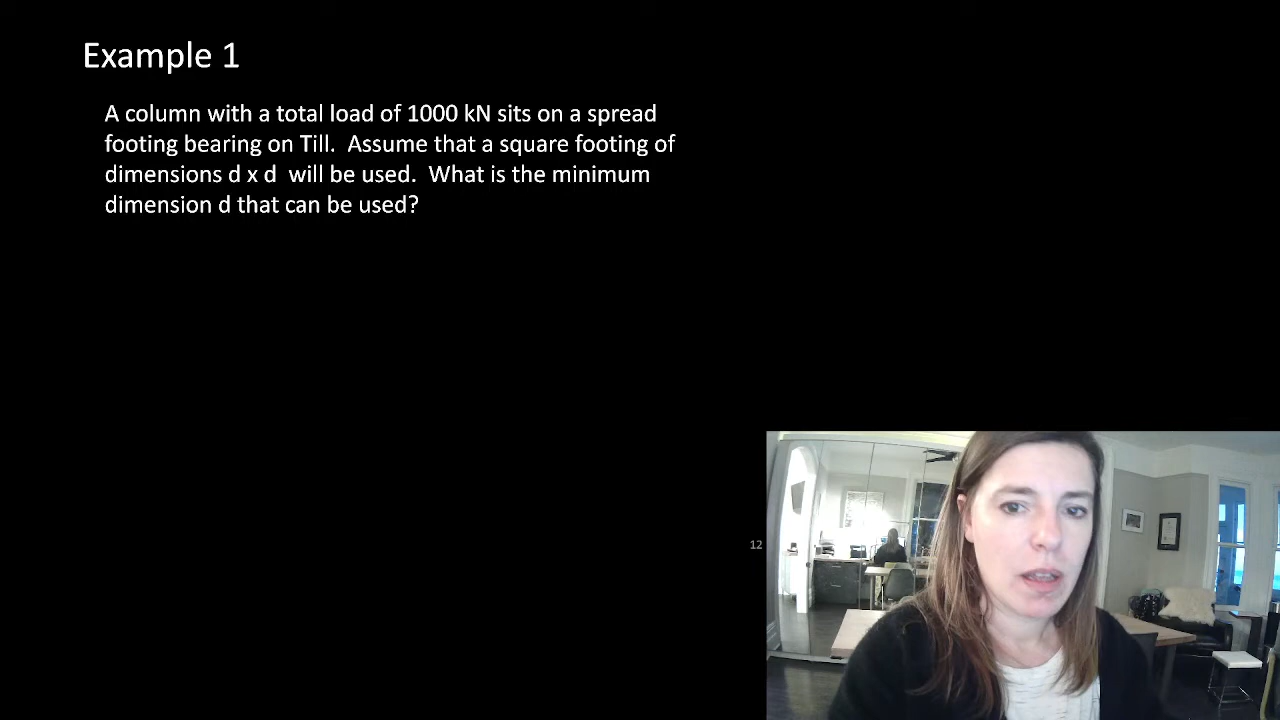 Example 1
A column with a total load of 1000 kN sits on a spread
footing bearing on Till.  Assume that a square footing of
dimensions d x d  will be used.  What is the minimum
dimension d that can be used?
12